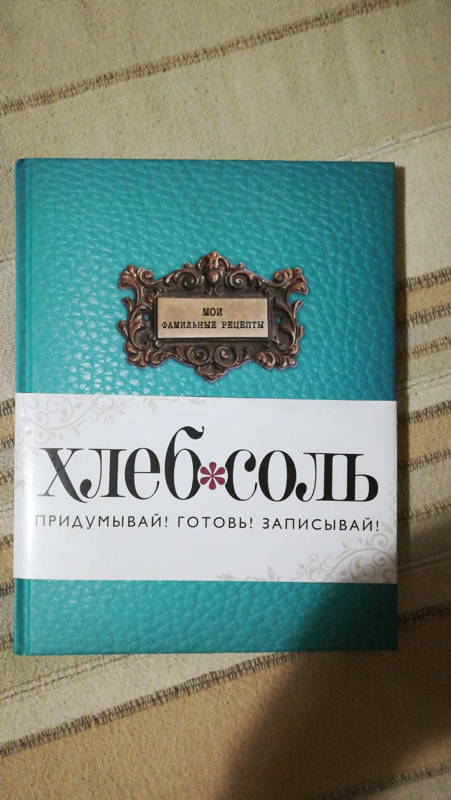 МОИ
ФАМИЛЬНЫЕ РЕЦЕПТЫ
хлеб*соль
ПРИДУМЫВАЙ! ГОТОВЬ! ЗАПИСЫВАЙ!